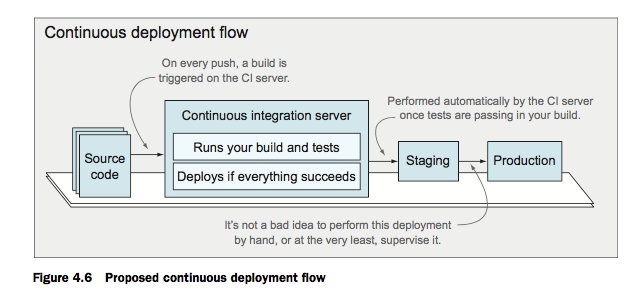 Continuous deployment flow
On every push, a build is
triggered on the CI server.
Continuous integration server
Performed automatically by the CI server
once tests are passing in your build.
Runs your build and tests
Source
code
Staging
Production
Deploys if everything succeeds
It's not a bad idea to perform this deployment
by hand, or at the very least, supervise it.
Figure 4.6 Proposed continuous deployment flow